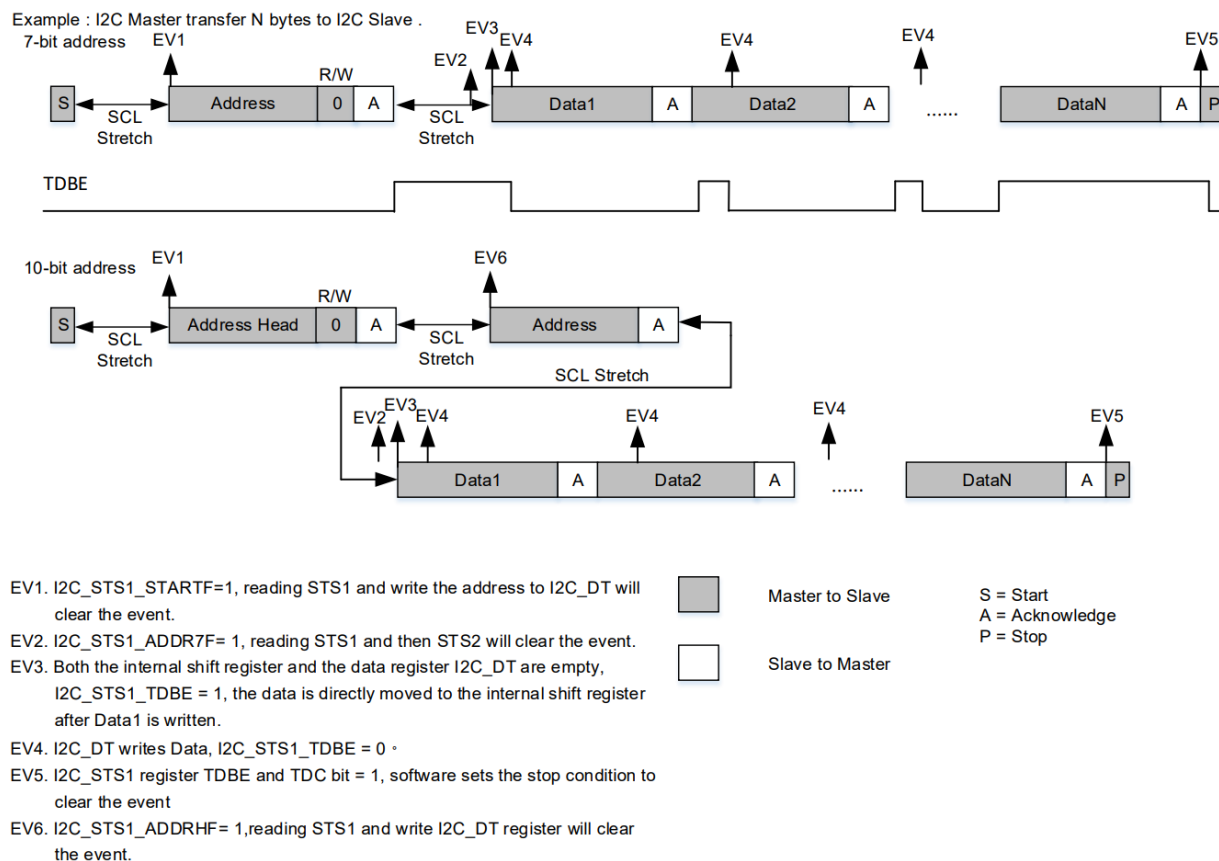 Example : I2C Master transfer N bytes to I2C Slave .
7-bit address
EV1
EV2
EV3
EV4
EV4
EV4
EV5
R/W
S
SCL
Stretch
Address
0
A
SCL
Stretch
Data1
A
Data2
A
......
DataN
A
P
TDBE
10-bit address
EV1
R/W
EV6
S
SCL
Stretch
Address Head
0
A
SCL
Stretch
Address
A
SCL Stretch
EV2
EV3
EV4
EV4
EV4
EV5
Data1
A
Data2
A
......
DataN
A
P
EV1. I2C_STS1_STARTF=1, reading STS1 and write the address to I2C_DT will
clear the event.
EV2. I2C_STS1_ADDR7F= 1, reading STS1 and then STS2 will clear the event.
EV3. Both the internal shift register and the data register I2C_DT are empty,
I2C_STS1_TDBE = 1, the data is directly moved to the internal shift register
after Data1 is written.
EV4. I2C_DT writes Data, I2C_STS1_TDBE = 0 。
EV5. I2C_STS1 register TDBE and TDC bit = 1, software sets the stop condition to
clear the event
EV6. I2C_STS1_ADDRHF= 1,reading STS1 and write I2C_DT register will clear
the event.
Master to Slave
Slave to Master
S = Start
A = Acknowledge
P = Stop